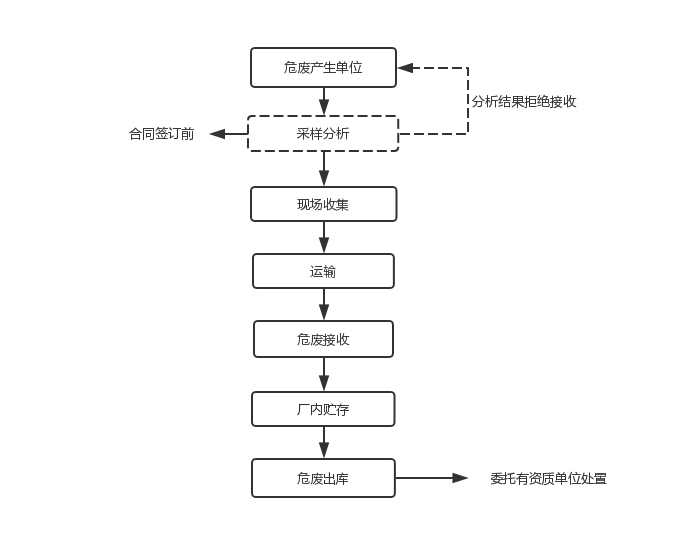 危废产生单位
分析结果拒绝接收
合同签订前
采样分析
现场收集
运输
危废接收
厂内贮存
危废出库
委托有资质单位处置